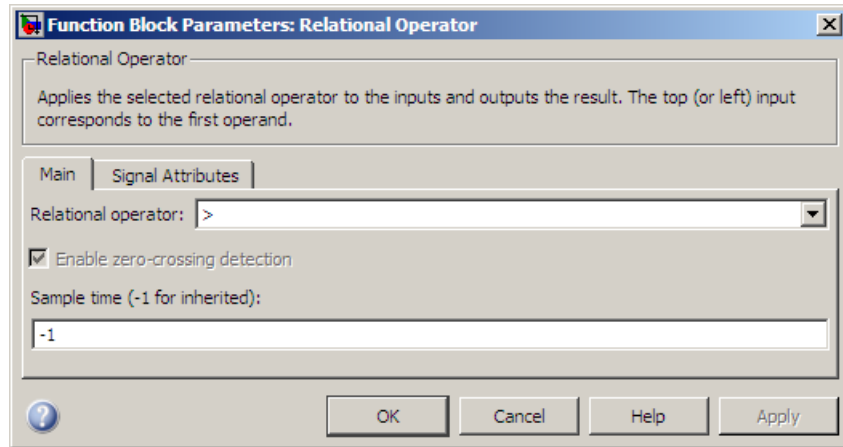 Function Block Parameters: Relational Operator
Relational Operator
Applies the selected relational operator to the inputs and outputs the result. The top (or left) input
corresponds to the first operand.
Main
Signal Attributes
Relational operator: >
Enable zero-crossing detection
Sample time (-1 for inherited):
-1
OK
Cancel
Help
Apply